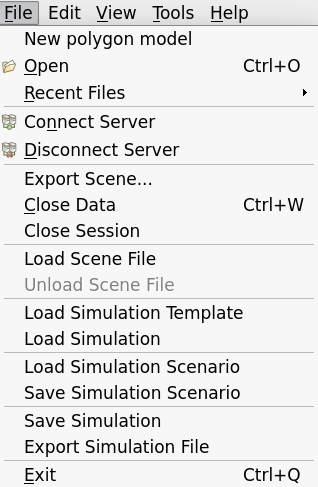 File Edit View Tools Help
New polygon model
Open Ctrl+O
Recent Files
Connect Server
Disconnect Server
Export Scene...
Close Data Ctrl+W
Close Session
Load Scene File
Unload Scene File
Load Simulation Template
Load Simulation
Load Simulation Scenario
Save Simulation Scenario
Save Simulation
Export Simulation File
Exit Ctrl+Q